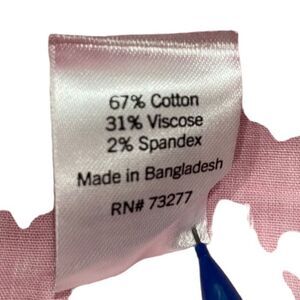 67% Cotton
31% Viscose
2% Spandex
Made in Bangladesh
RN# 73277